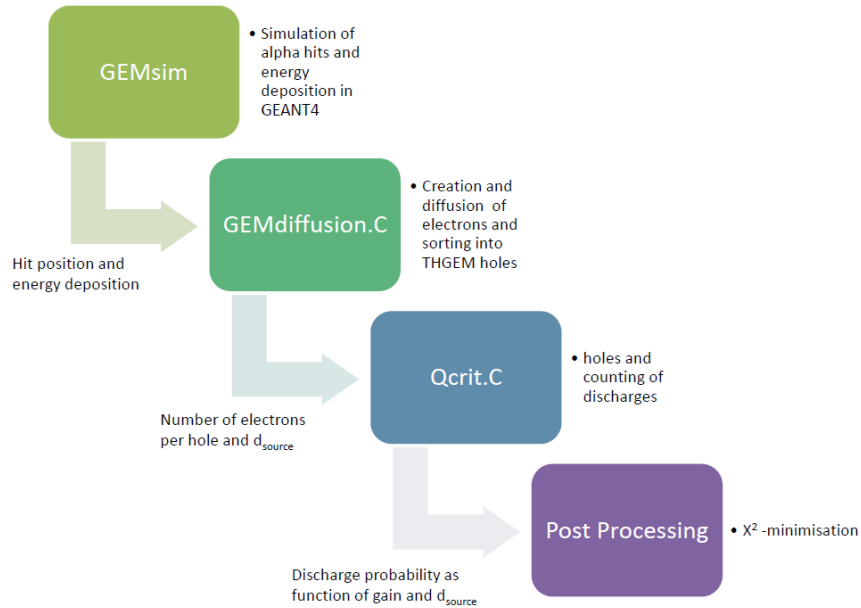 GEMsim
• Simulation of
alpha hits and
energy
deposition in
GEANT4
Hit position and
energy deposition
GEMdiffusion.C
• Creation and
diffusion of
electrons and
sorting into
THGEM holes
Number of electrons
per hole and d_source
Qcrit.C
• holes and
counting of
discharges
Discharge probability as
function of gain and d_source
Post Processing
• X² -minimisation